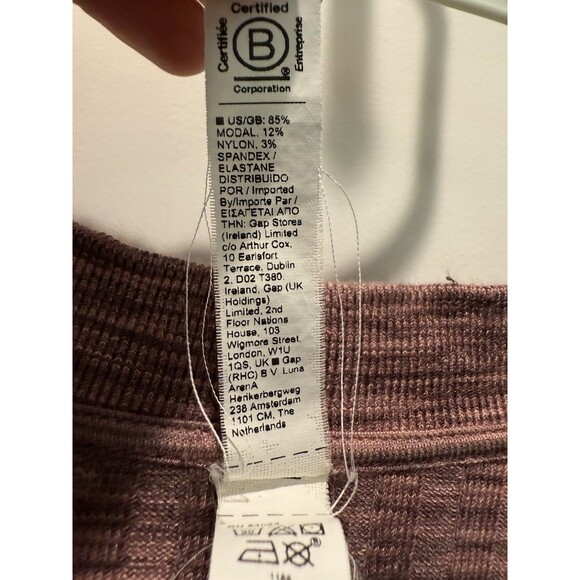 Certified
Certifiée
B
Entreprise
®
Corporation
■ US/GB: 85%
MODAL, 12%
NYLON, 3%
SPANDEX /
ELASTANE
DISTRIBUIDO
POR / Imported
By/Importe Par /
ΕΙΣΑΓΕΤΑΙ ΑΠΟ
ΤΗΝ: Gap Stores
(Ireland) Limited
c/o Arthur Cox,
10 Earlsfort
Terrace, Dublin
2, D02 T380,
Ireland, Gap (UK
Holdings)
Limited, 2nd
Floor Nations
House, 103
Wigmore Street,
London, W1U
1QS, UK ■ Gap
(RHC) B.V. Luna
ArenA
Herikerbergweg
238 Amsterdam
1101 CM, The
Netherlands